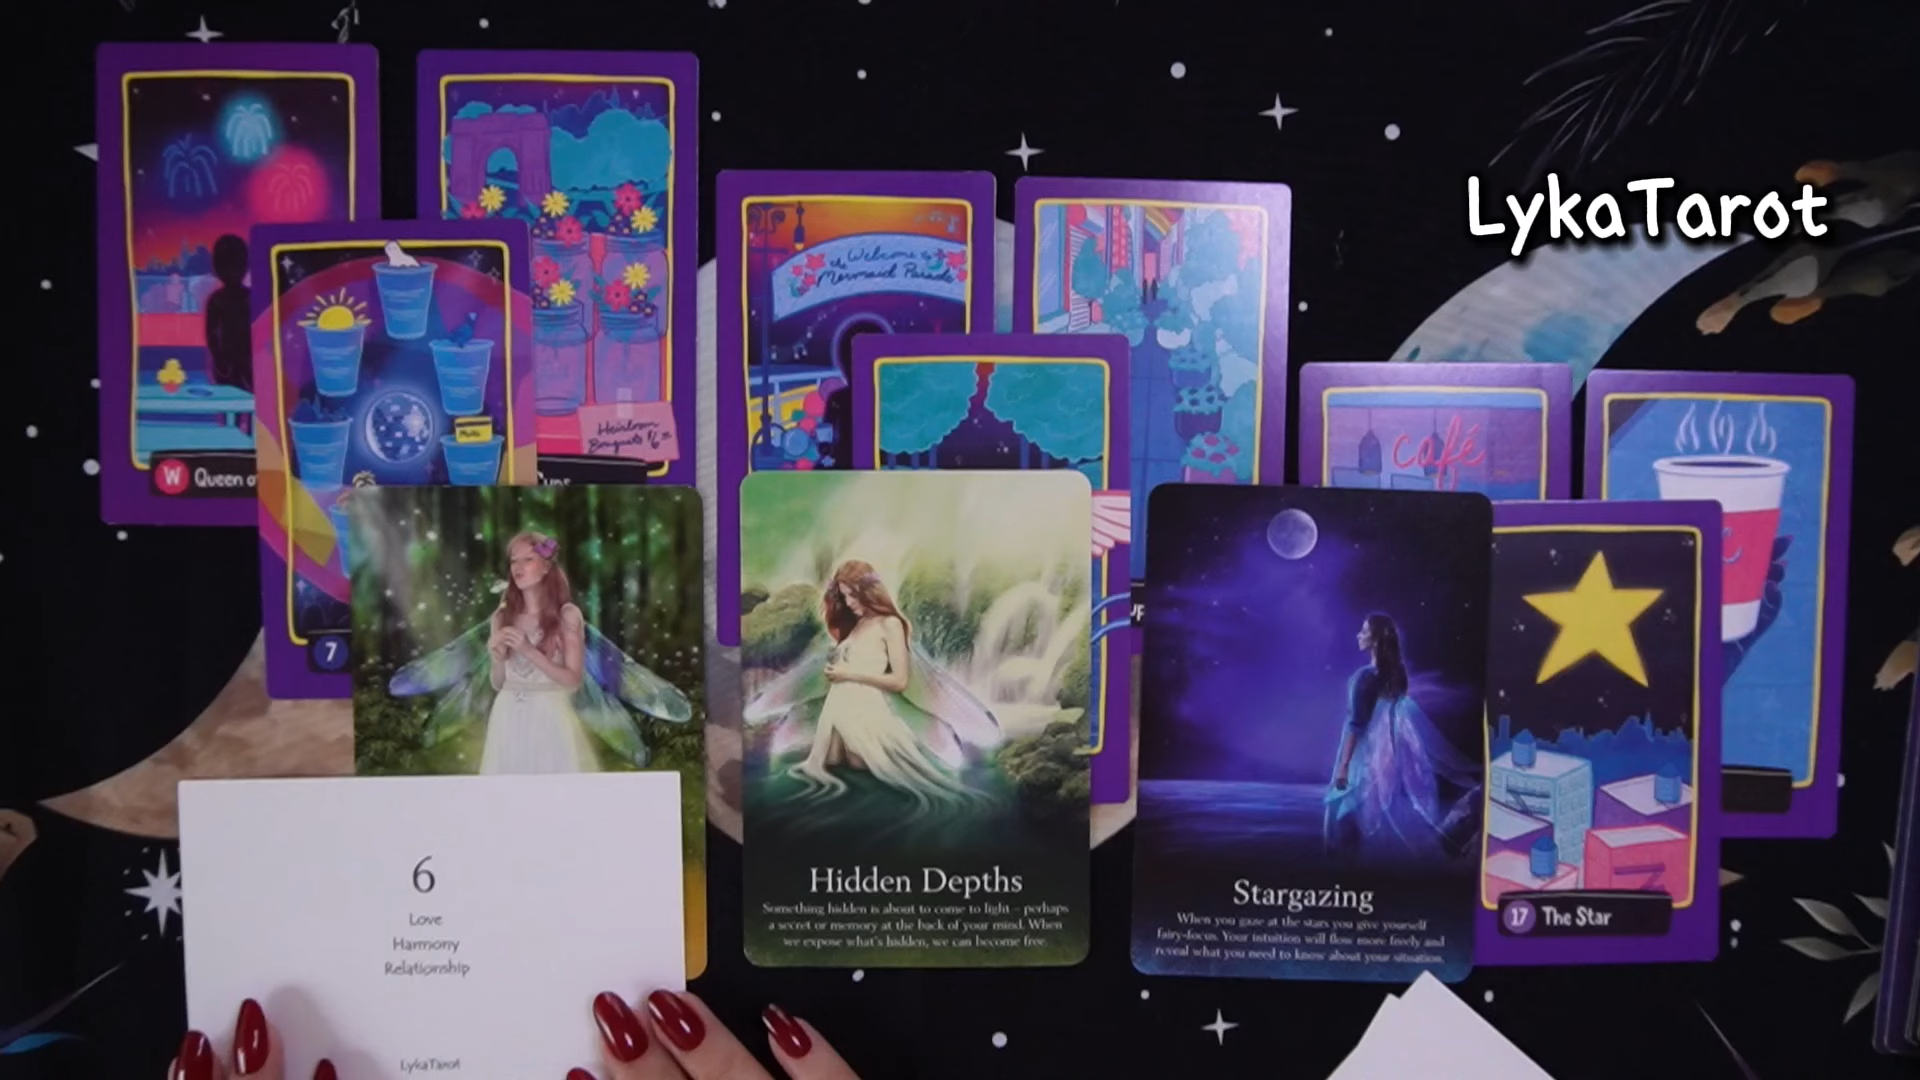 LykaTarot
Welcome to
the Mermaid Parade
W Queen o
Heirloom
Bouquets
Cups
café
7
17 The Star
Hidden Depths
Something hidden is about to come to light – perhaps
a secret or memory at the back of your mind. When
we expose what's hidden, we can become free.
Stargazing
When you gaze at the stars you give yourself
fairy-focus. Your intuition will flow more freely and
reveal what you need to know about your situation.
6
Love
Harmony
Relationship
LykaTarot